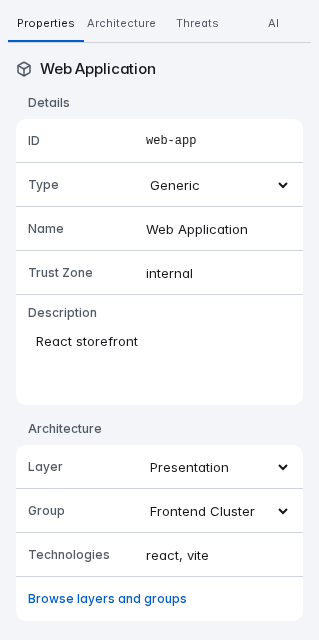 Properties Architecture Threats AI
Web Application
Details
ID web-app
Type Generic
Name Web Application
Trust Zone internal
Description
React storefront
Architecture
Layer Presentation
Group Frontend Cluster
Technologies react, vite
Browse layers and groups